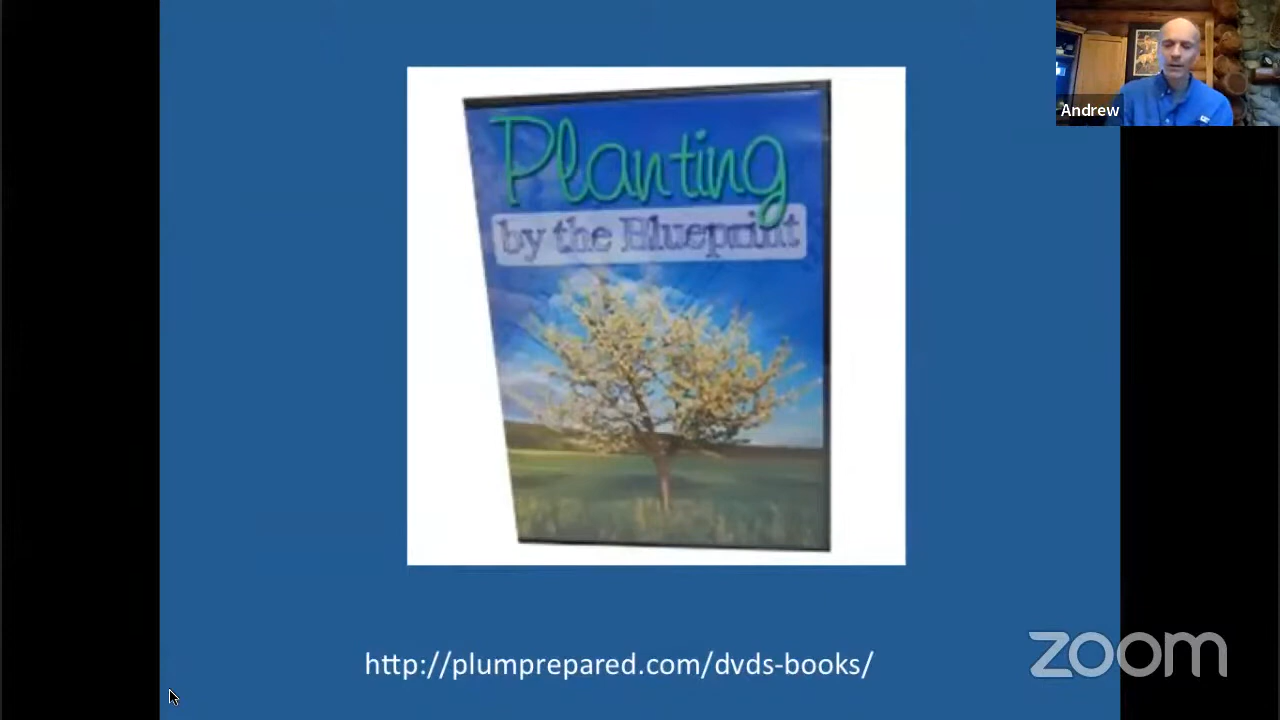 Planting
by the Blueprint
http://plumprepared.com/dvds-books/
Andrew
zoom